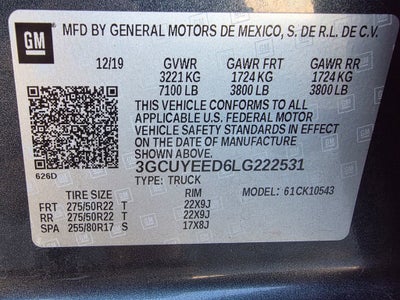 GM MFD BY GENERAL MOTORS DE MEXICO, S. DE R.L. DE C.V.
12/19 GVWR GAWR FRT GAWR RR
3221 KG 1724 KG 1724 KG
7100 LB 3800 LB 3800 LB
THIS VEHICLE CONFORMS TO ALL
APPLICABLE U.S. FEDERAL MOTOR
VEHICLE SAFETY STANDARDS IN EFFECT
ON THE DATE OF MANUFACTURE
SHOWN ABOVE.
3GCUYEED6LG222531
626D TYPE: TRUCK
RIM MODEL: 61CK10543
FRT 275/50R22 T 22X9J
RR 275/50R22 T 22X9J
SPA 255/80R17 S 17X8J